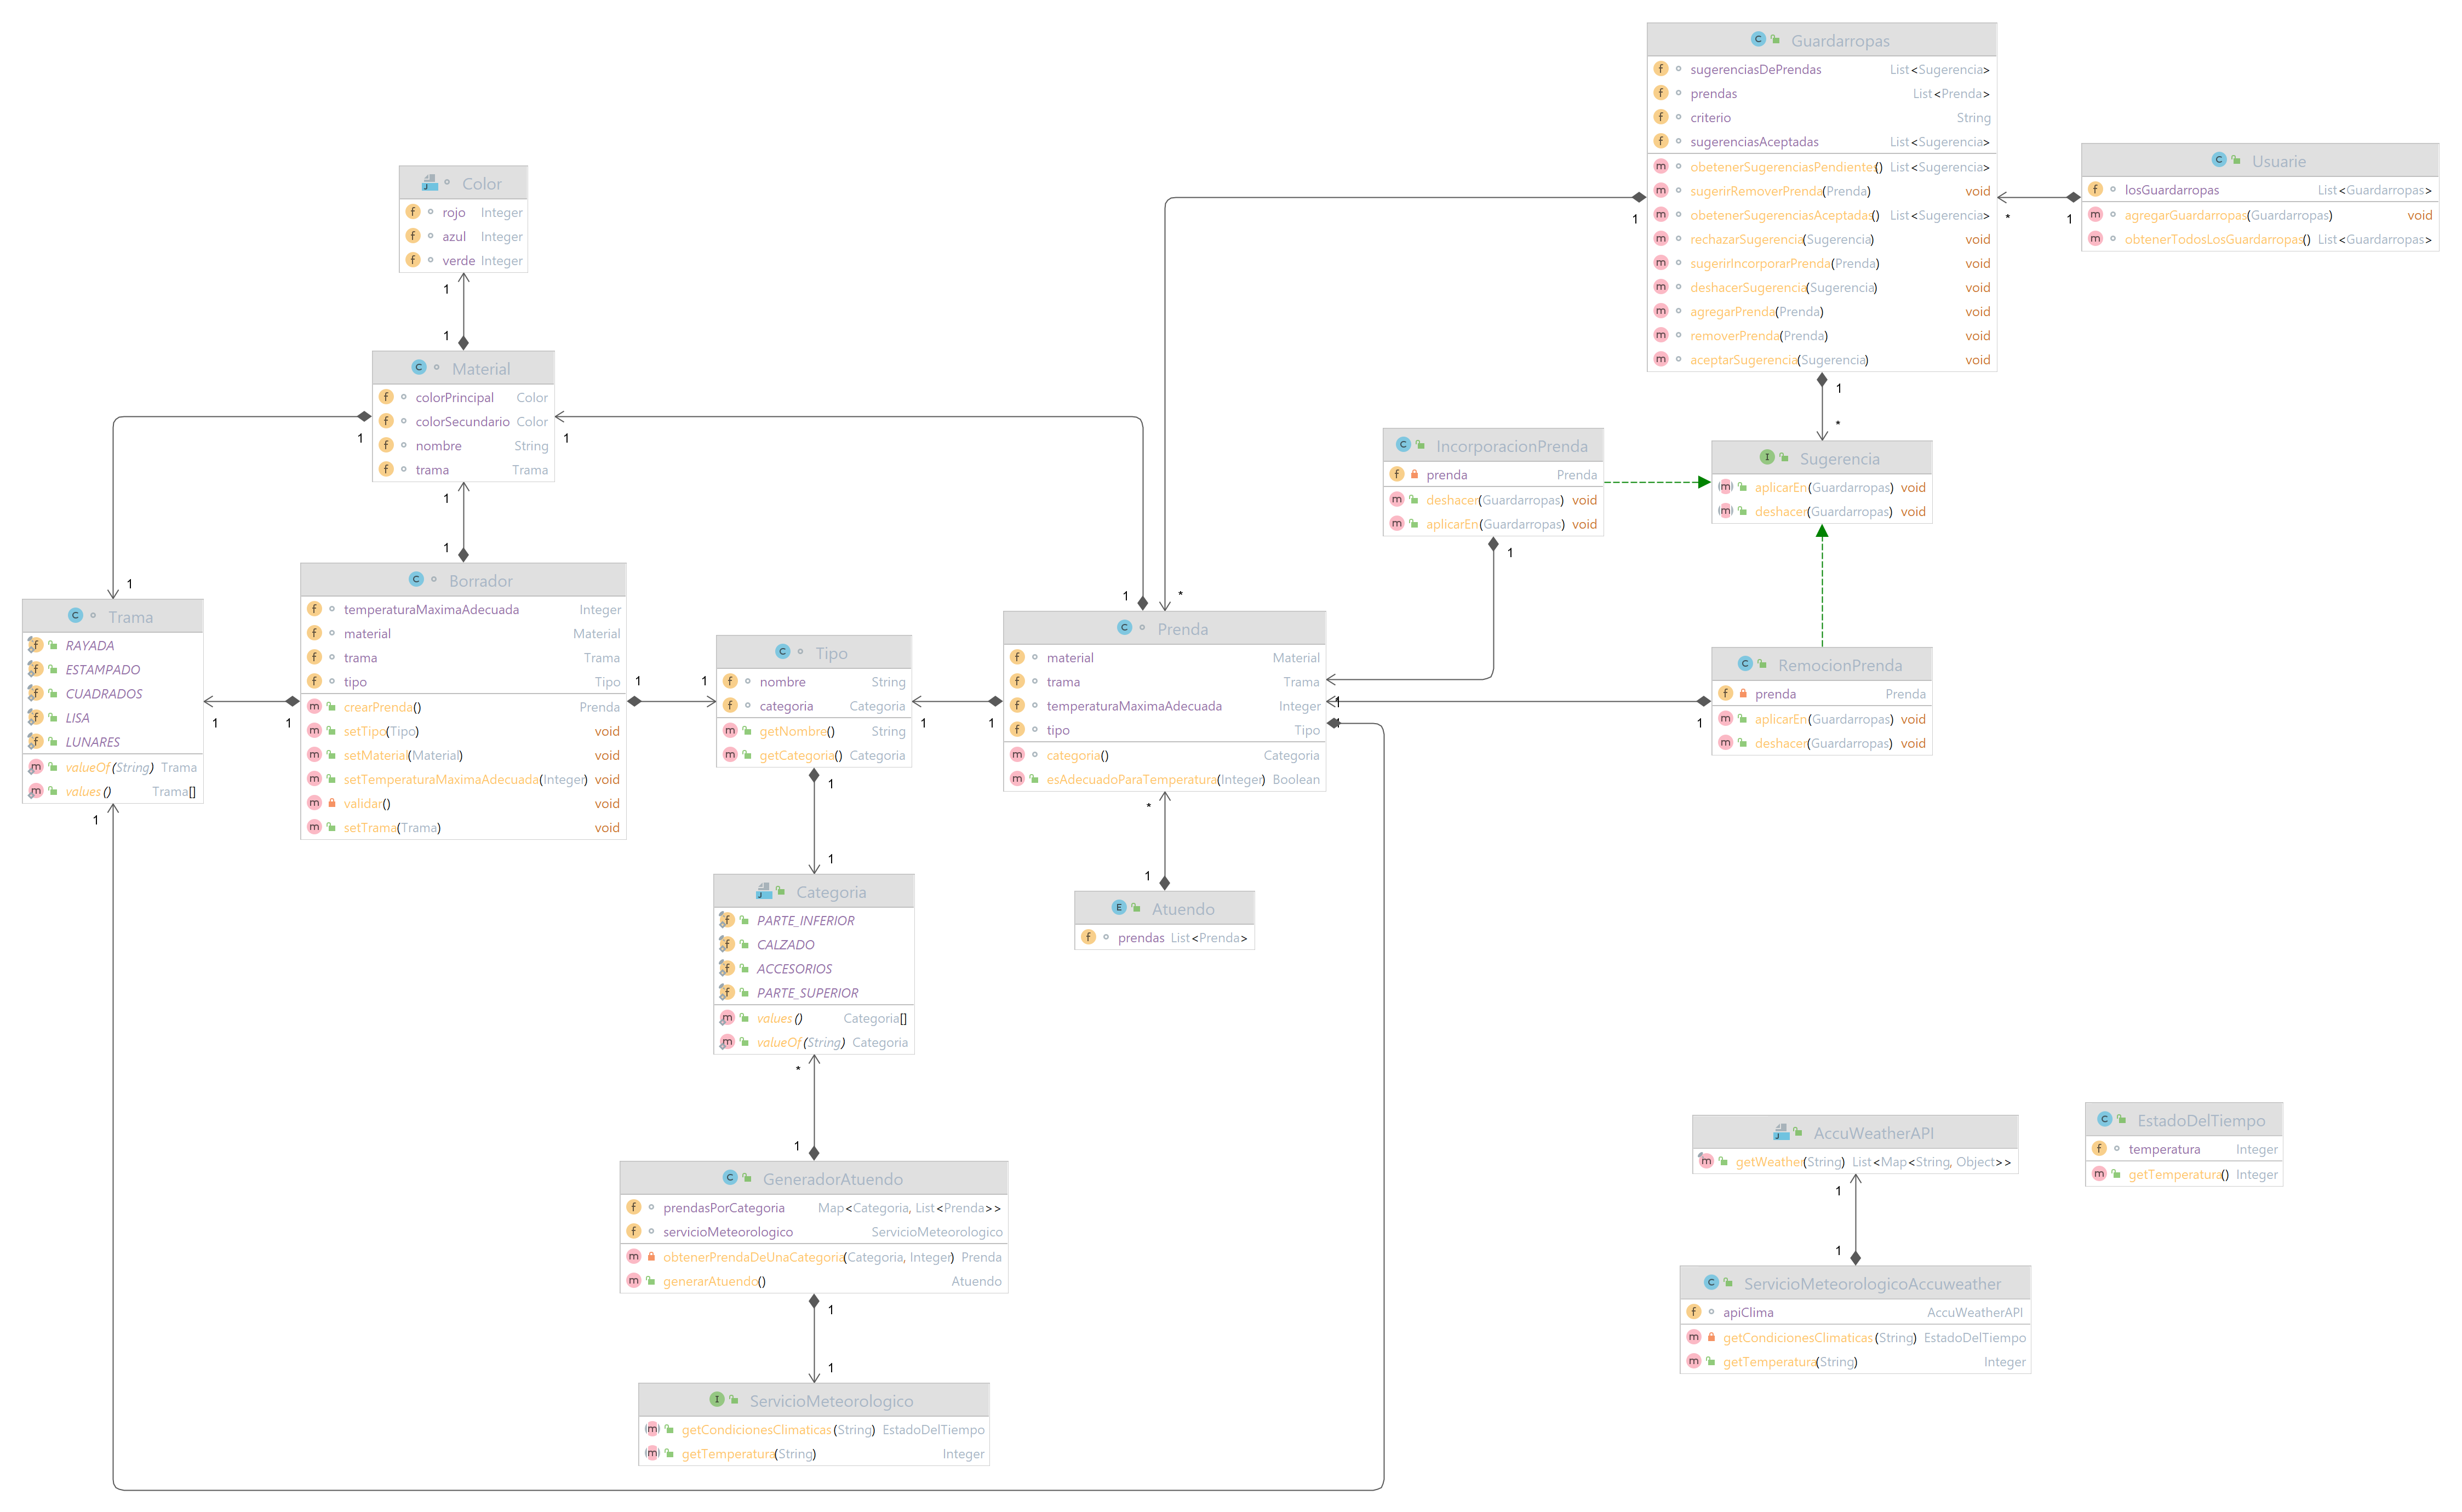 Guardarropas
sugerenciasDePrendas List<Sugerencia>
prendas List<Prenda>
criterio String
sugerenciasAceptadas List<Sugerencia>
obetenerSugerenciasPendientes() List<Sugerencia>
sugerirRemoverPrenda(Prenda) void
obetenerSugerenciasAceptadas() List<Sugerencia>
rechazarSugerencia(Sugerencia) void
sugerirIncorporarPrenda(Prenda) void
deshacerSugerencia(Sugerencia) void
agregarPrenda(Prenda) void
removerPrenda(Prenda) void
aceptarSugerencia(Sugerencia) void
1
1
*
*
1
Usuarie
losGuardarropas List<Guardarropas>
agregarGuardarropas(Guardarropas) void
obtenerTodosLosGuardarropas() List<Guardarropas>
Color
rojo Integer
azul Integer
verde Integer
1
1
Material
colorPrincipal Color
colorSecundario Color
nombre String
trama Trama
1
1
1
1
1
IncorporacionPrenda
prenda Prenda
deshacer(Guardarropas) void
aplicarEn(Guardarropas) void
1
Sugerencia
aplicarEn(Guardarropas) void
deshacer(Guardarropas) void
Trama
RAYADA
ESTAMPADO
CUADRADOS
LISA
LUNARES
valueOf(String) Trama
values() Trama[]
1
1
1
Borrador
temperaturaMaximaAdecuada Integer
material Material
trama Trama
tipo Tipo
crearPrenda() Prenda
setTipo(Tipo) void
setMaterial(Material) void
setTemperaturaMaximaAdecuada(Integer) void
validar() void
setTrama(Trama) void
1
1
1
Tipo
nombre String
categoria Categoria
getNombre() String
getCategoria() Categoria
1
1
1
1
1
*
Prenda
material Material
trama Trama
temperaturaMaximaAdecuada Integer
tipo Tipo
categoria() Categoria
esAdecuadoParaTemperatura(Integer) Boolean
1
1
1
RemocionPrenda
prenda Prenda
aplicarEn(Guardarropas) void
deshacer(Guardarropas) void
*
1
Atuendo
prendas List<Prenda>
Categoria
PARTE_INFERIOR
CALZADO
ACCESORIOS
PARTE_SUPERIOR
values() Categoria[]
valueOf(String) Categoria
*
1
GeneradorAtuendo
prendasPorCategoria Map<Categoria, List<Prenda>>
servicioMeteorologico ServicioMeteorologico
obtenerPrendaDeUnaCategoria(Categoria, Integer) Prenda
generarAtuendo() Atuendo
1
1
ServicioMeteorologico
getCondicionesClimaticas(String) EstadoDelTiempo
getTemperatura(String) Integer
AccuWeatherAPI
getWeather(String) List<Map<String, Object>>
1
1
ServicioMeteorologicoAccuweather
apiClima AccuWeatherAPI
getCondicionesClimaticas(String) EstadoDelTiempo
getTemperatura(String) Integer
EstadoDelTiempo
temperatura Integer
getTemperatura() Integer